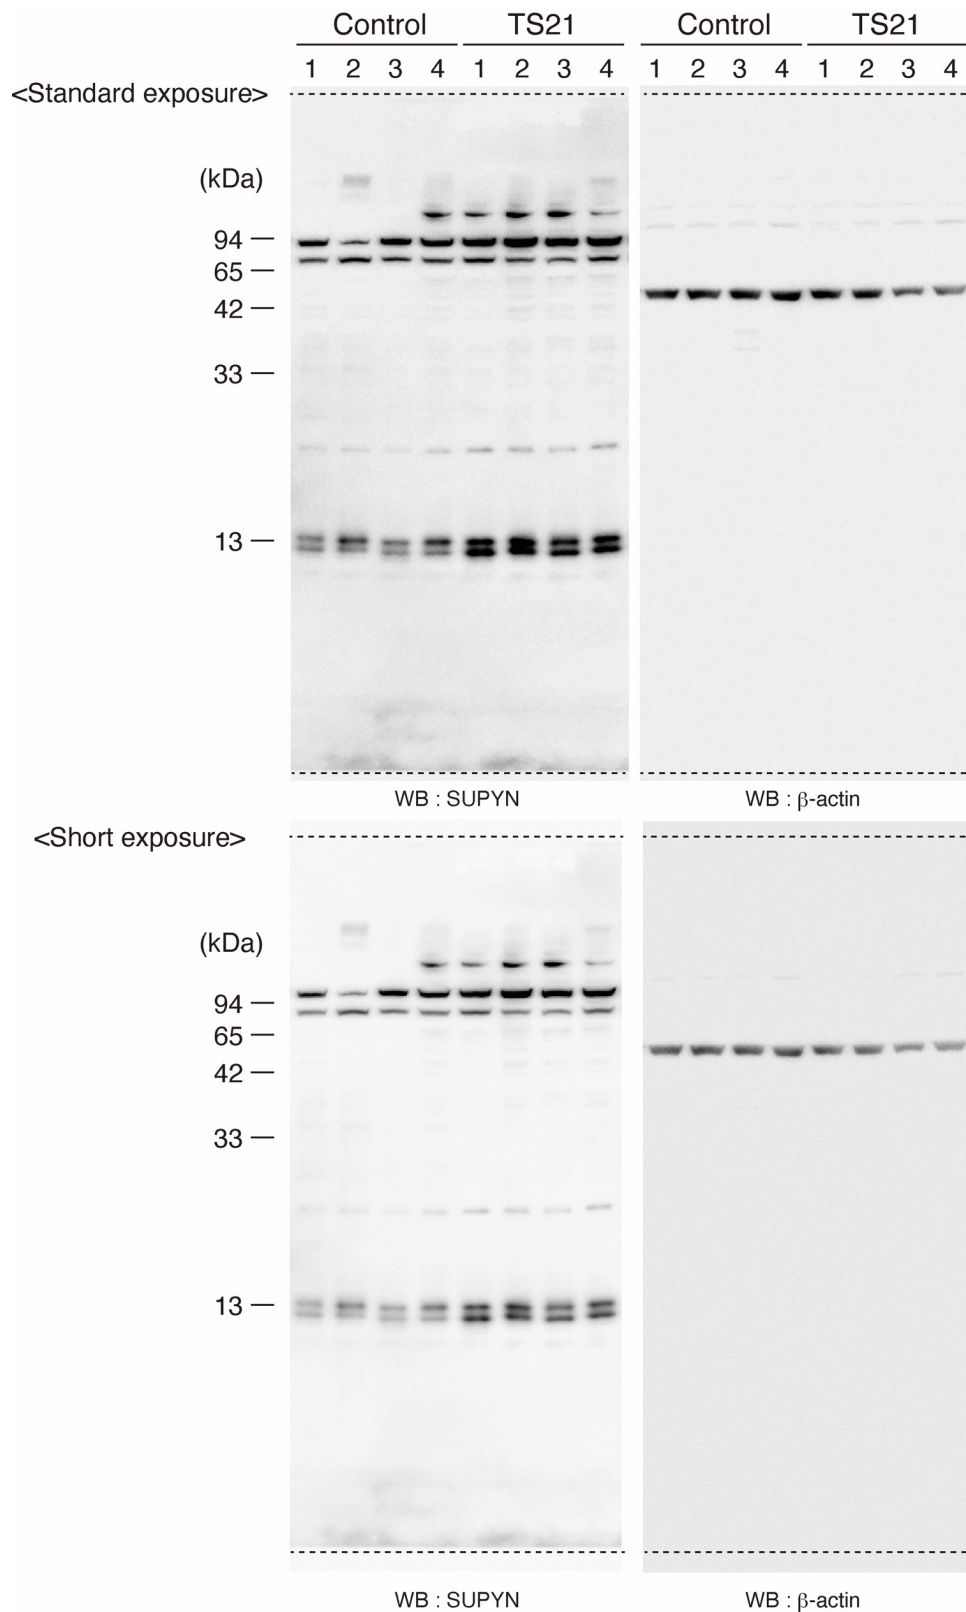 Control TS21 Control TS21
1 2 3 4 1 2 3 4 1 2 3 4 1 2 3 4
<Standard exposure>
(kDa)
94
65
42
33
13
WB : SUPYN WB : β-actin
<Short exposure>
(kDa)
94
65
42
33
13
WB : SUPYN WB : β-actin